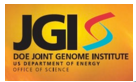 JGI
DOE JOINT GENOME INSTITUTE
US DEPARTMENT OF ENERGY
OFFICE OF SCIENCE